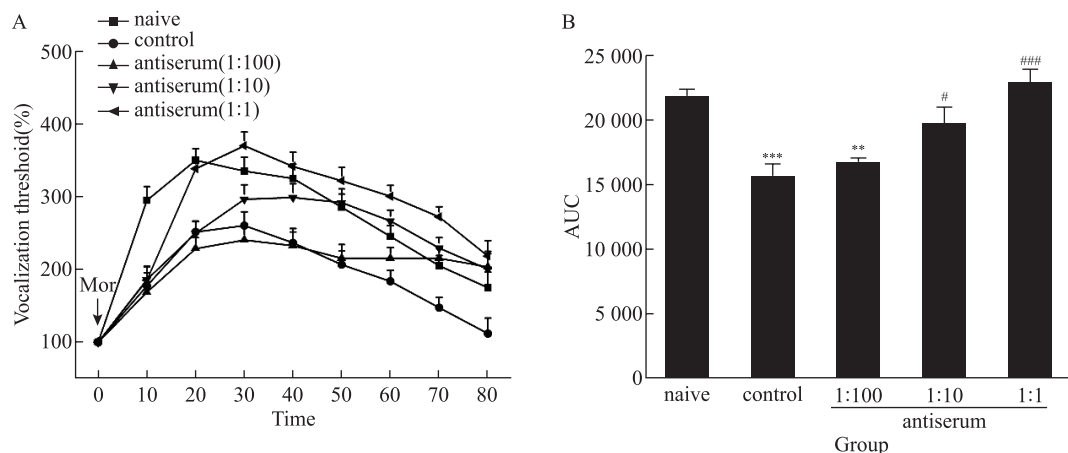 A
naive
control
antiserum(1:100)
antiserum(1:10)
antiserum(1:1)
500
400
300
200
100
Vocalization threshoid(%)
Mor
0 10 20 30 40 50 60 70 80
Time
B
25 000
20 000
15 000
10 000
5 000
0
AUC
***
**
#
###
naive control 1:100 1:10 1:1
antiserum
Group